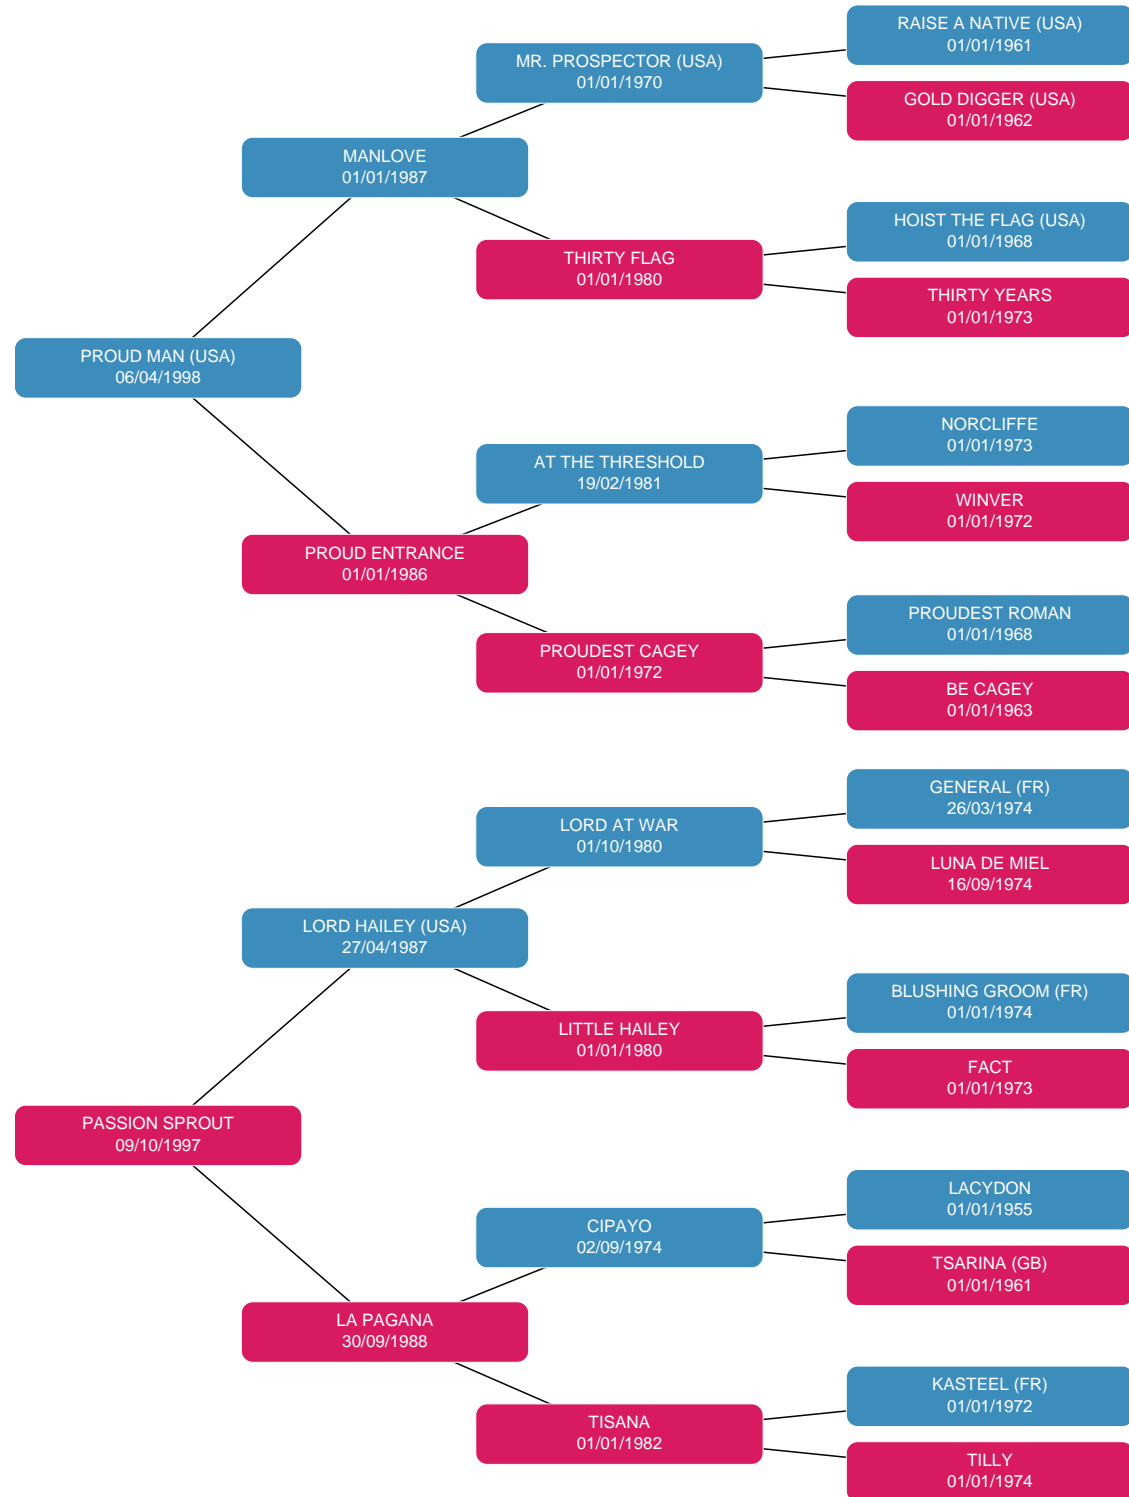 RAISE A NATIVE (USA)
01/01/1961
MR. PROSPECTOR (USA)
01/01/1970
GOLD DIGGER (USA)
01/01/1962
MANLOVE
01/01/1987
HOIST THE FLAG (USA)
01/01/1968
THIRTY FLAG
01/01/1980
THIRTY YEARS
01/01/1973
PROUD MAN (USA)
06/04/1998
NORCLIFFE
01/01/1973
AT THE THRESHOLD
19/02/1981
WINVER
01/01/1972
PROUD ENTRANCE
01/01/1986
PROUDEST ROMAN
01/01/1968
PROUDEST CAGEY
01/01/1972
BE CAGEY
01/01/1963
GENERAL (FR)
26/03/1974
LORD AT WAR
01/10/1980
LUNA DE MIEL
16/09/1974
LORD HAILEY (USA)
27/04/1987
BLUSHING GROOM (FR)
01/01/1974
LITTLE HAILEY
01/01/1980
FACT
01/01/1973
PASSION SPROUT
09/10/1997
LACYDON
01/01/1955
CIPAYO
02/09/1974
TSARINA (GB)
01/01/1961
LA PAGANA
30/09/1988
KASTEEL (FR)
01/01/1972
TISANA
01/01/1982
TILLY
01/01/1974